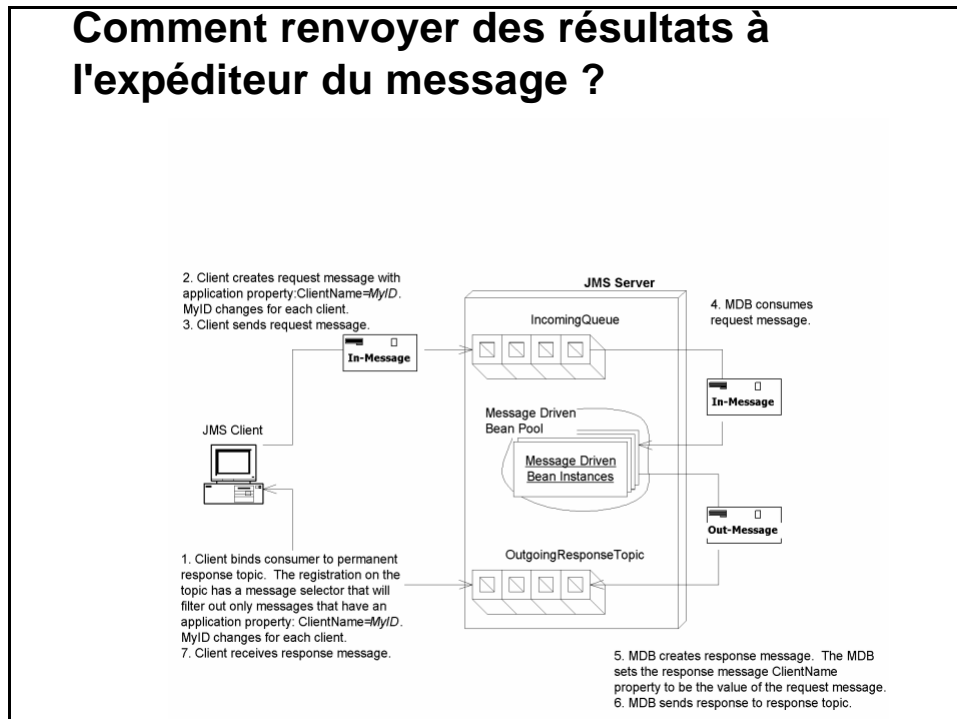 Comment renvoyer des résultats à
l'expéditeur du message ?
2. Client creates request message with
application property:ClientName=MyID.
MyID changes for each client.
3. Client sends request message.
In-Message
JMS Server
IncomingQueue
4. MDB consumes
request message.
In-Message
JMS Client
Message Driven
Bean Pool
Message Driven
Bean Instances
Out-Message
OutgoingResponseTopic
1. Client binds consumer to permanent
response topic. The registration on the
topic has a message selector that will
filter out only messages that have an
application property: ClientName=MyID.
MyID changes for each client.
7. Client receives response message.
5. MDB creates response message. The MDB
sets the response message ClientName
property to be the value of the request message.
6. MDB sends response to response topic.